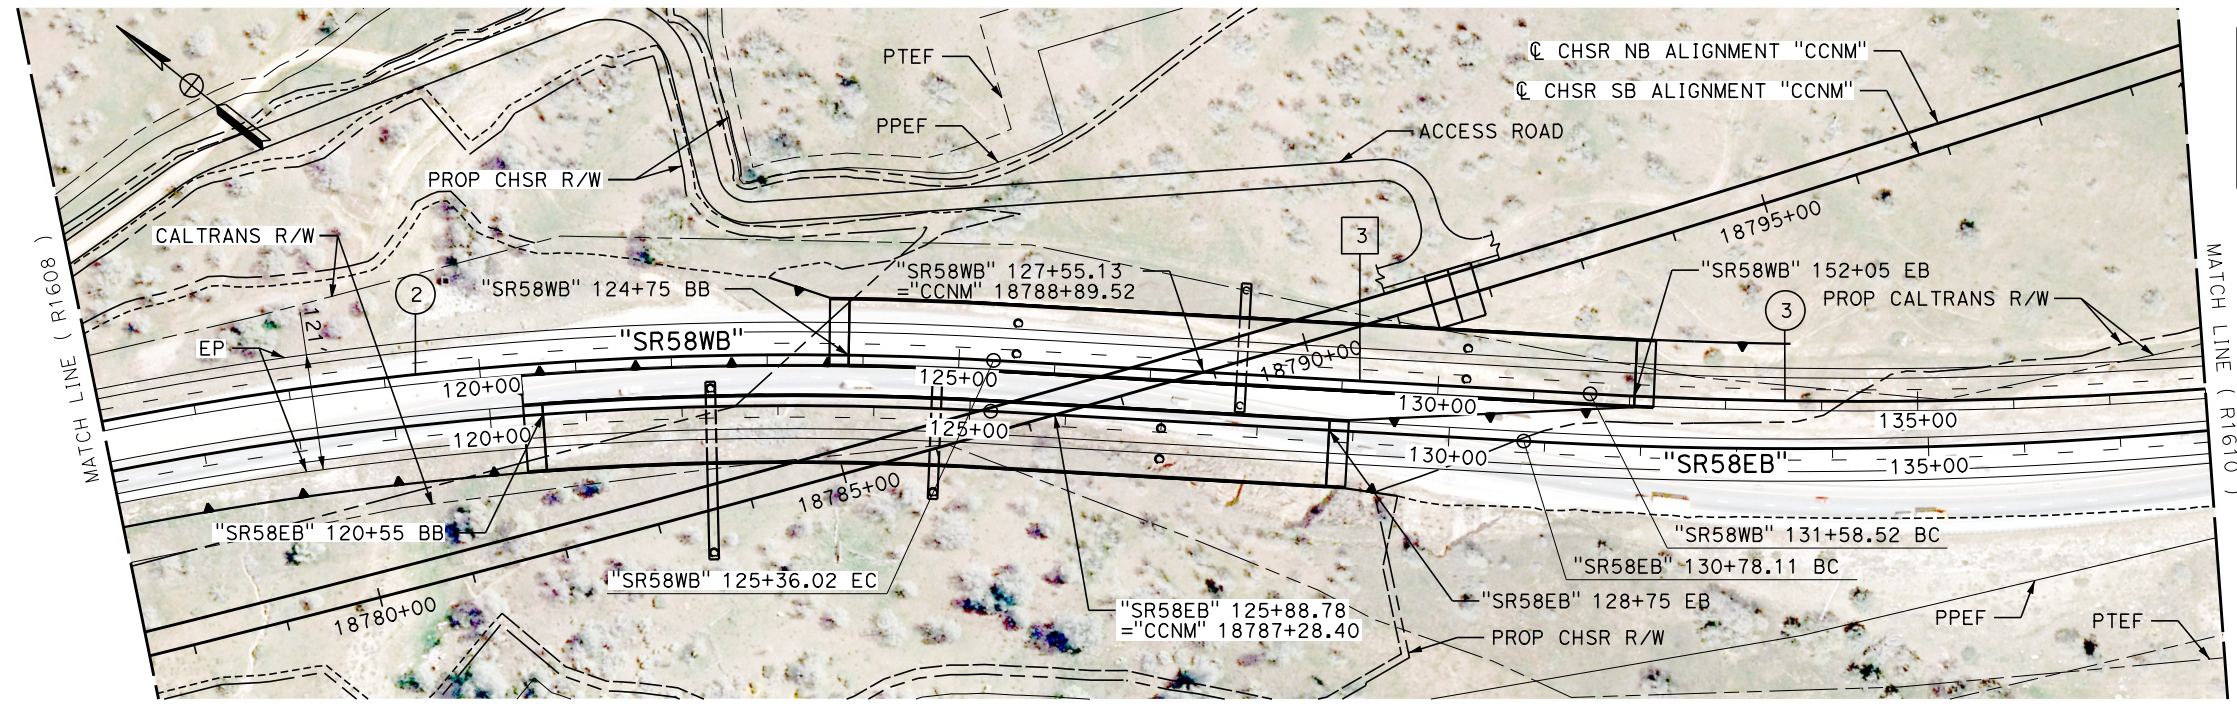 ℄ CHSR NB ALIGNMENT "CCNM"
PTEF
℄ CHSR SB ALIGNMENT "CCNM"
PPEF
ACCESS ROAD
PROP CHSR R/W
18795+00
CALTRANS R/W
3
MATCH LINE (R1608)
"SR58WB" 127+55.13
="CCNM" 18788+89.52
"SR58WB" 152+05 EB
2
"SR58WB" 124+75 BB
PROP CALTRANS R/W
3
MATCH LINE (R1610)
121'
EP
"SR58WB"
18790+00
120+00
125+00
130+00
135+00
120+00
125+00
130+00
"SR58EB"
135+00
18785+00
"SR58EB" 120+55 BB
"SR58WB" 131+58.52 BC
"SR58EB" 130+78.11 BC
"SR58WB" 125+36.02 EC
18780+00
"SR58EB" 125+88.78
="CCNM" 18787+28.40
"SR58EB" 128+75 EB
PROP CHSR R/W
PPEF
PTEF